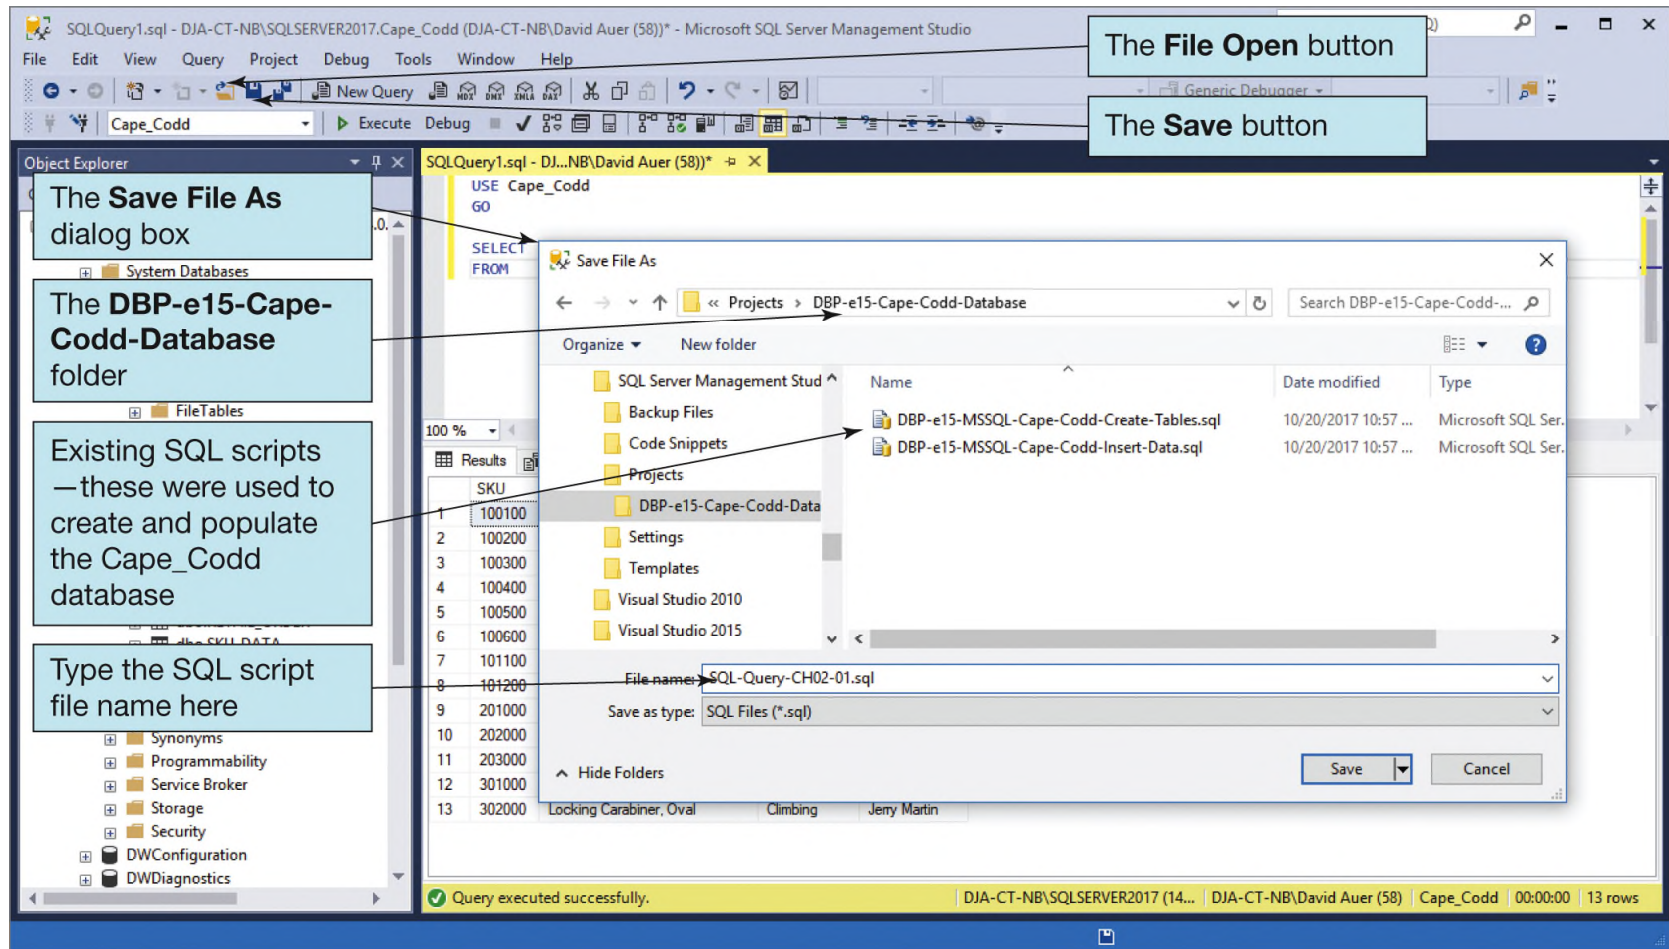 SQLQuery1.sql - DJA-CT-NB\SQLSERVER2017.Cape_Codd (DJA-CT-NB\David Auer (58))* - Microsoft SQL Server Management Studio
File Edit View Query Project Debug Tools Window Help
The File Open button
New Query
MDX DMX XMLA DAX
Generic Debugger
Cape_Codd
Execute Debug
The Save button
Object Explorer
SQLQuery1.sql - DJ...NB\David Auer (58))*
The Save File As
dialog box
.0.
USE Cape_Codd
GO
SELECT
FROM
System Databases
The DBP-e15-Cape-
Codd-Database
folder
FileTables
Existing SQL scripts
—these were used to
create and populate
the Cape_Codd
database
dbo.SKU_DATA
Type the SQL script
file name here
Synonyms
Programmability
Service Broker
Storage
Security
DWConfiguration
DWDiagnostics
Save File As
« Projects > DBP-e15-Cape-Codd-Database
Search DBP-e15-Cape-Codd-...
Organize New folder
SQL Server Management Stud
Backup Files
Code Snippets
Projects
DBP-e15-Cape-Codd-Data
Settings
Templates
Visual Studio 2010
Visual Studio 2015
Name Date modified Type
DBP-e15-MSSQL-Cape-Codd-Create-Tables.sql 10/20/2017 10:57 ... Microsoft SQL Ser.
DBP-e15-MSSQL-Cape-Codd-Insert-Data.sql 10/20/2017 10:57 ... Microsoft SQL Ser.
File name: SQL-Query-CH02-01.sql
Save as type: SQL Files (*.sql)
Hide Folders
Save Cancel
100 %
Results
SKU
1 100100
2 100200
3 100300
4 100400
5 100500
6 100600
7 101100
8 101200
9 201000
10 202000
11 203000
12 301000
13 302000 Locking Carabiner, Oval Climbing Jerry Martin
Query executed successfully.
DJA-CT-NB\SQLSERVER2017 (14... DJA-CT-NB\David Auer (58) Cape_Codd 00:00:00 13 rows